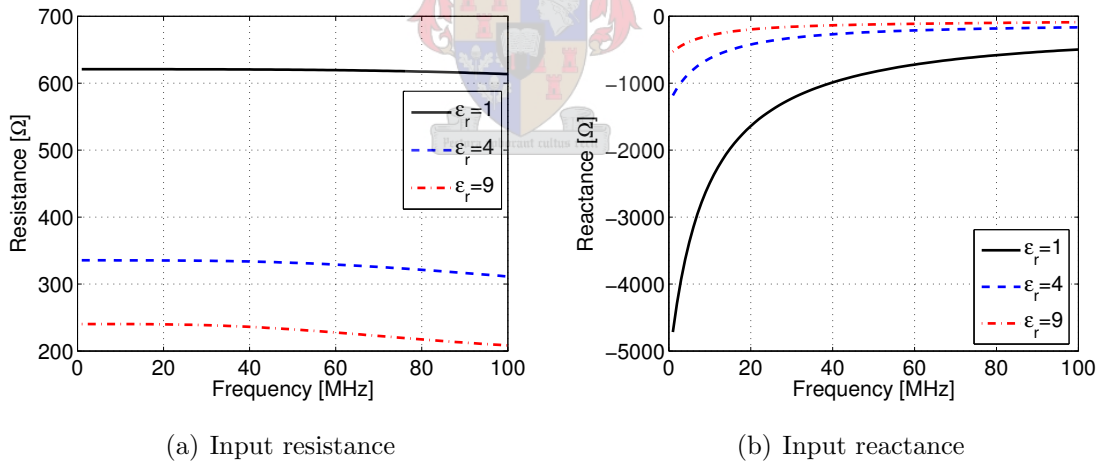 700
600
500
400
300
200
0
20
40
60
80
100
Resistance [Ω]
Frequency [MHz]
ε_r=1
ε_r=4
ε_r=9
(a) Input resistance
0
−1000
−2000
−3000
−4000
−5000
0
20
40
60
80
100
Reactance [Ω]
Frequency [MHz]
ε_r=1
ε_r=4
ε_r=9
(b) Input reactance
cultus